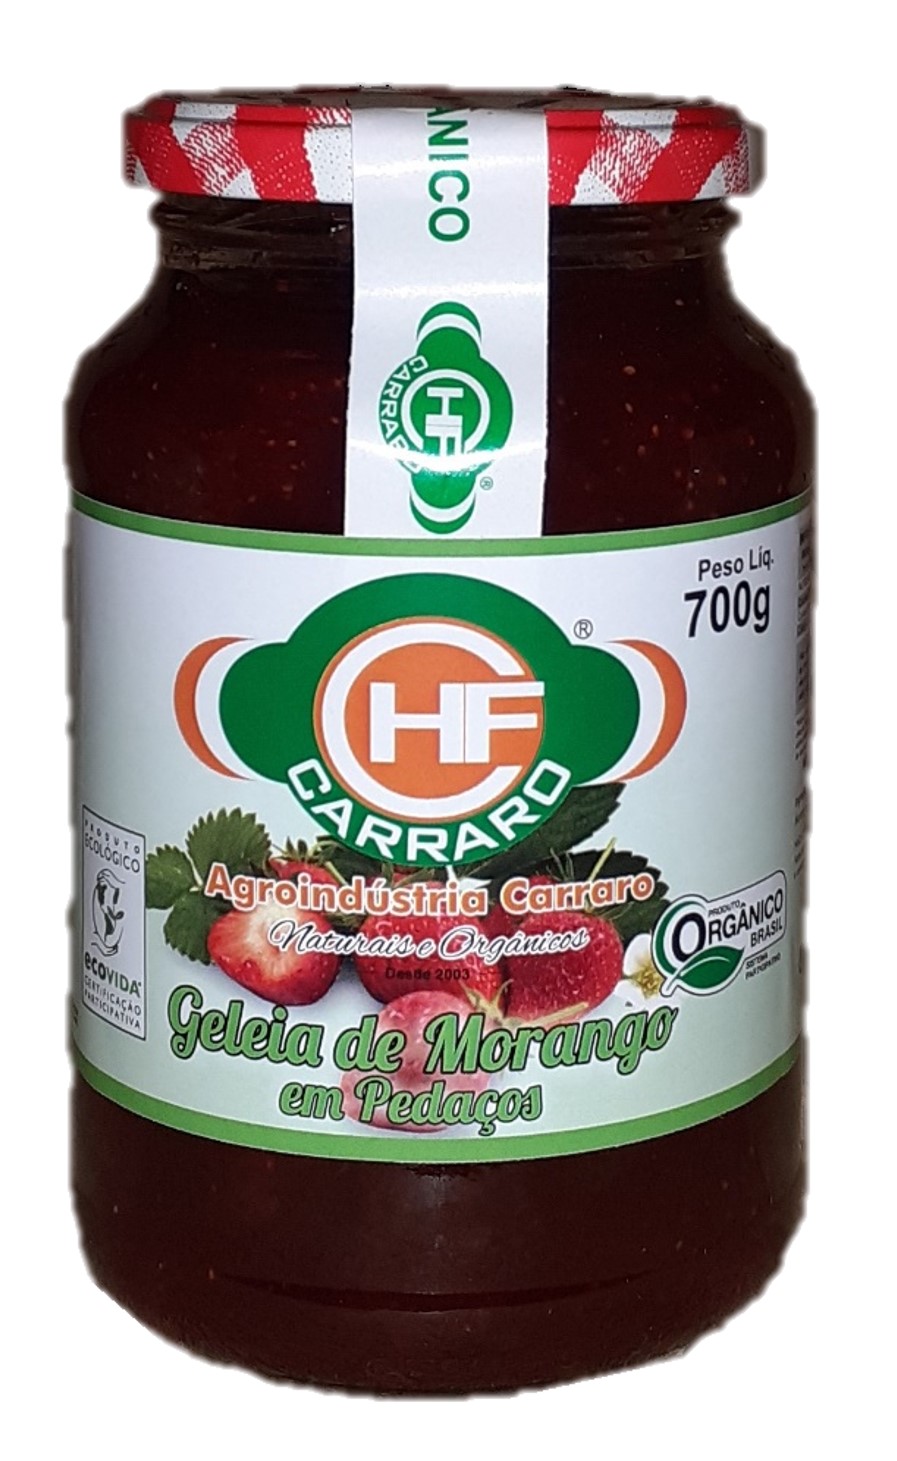 ÂNICO
HF
CARRARO
®
Peso Líq.
700g
HF
®
CARRARO
PRODUTO
ECOLÓGICO
ecoVIDA
CERTIFICAÇÃO
PARTICIPATIVA
Agroindústria Carraro
Naturais e Orgânicos
Desde 2003
PRODUTO
ORGÂNICO
BRASIL
SISTEMA
PARTICIPATIVO
Geleia de Morango
em Pedaços